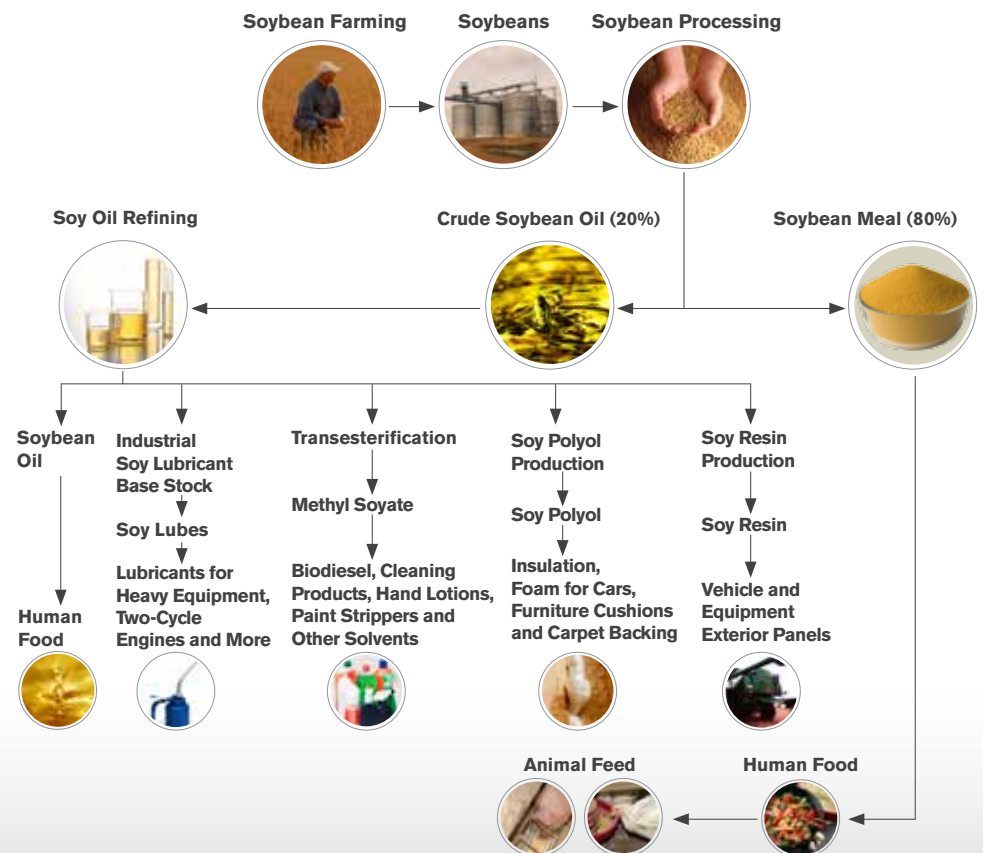 Soybean Farming
Soybeans
Soybean Processing
Soy Oil Refining
Crude Soybean Oil (20%)
Soybean Meal (80%)
Soybean
Oil
Industrial
Soy Lubricant
Base Stock
Transesterification
Soy Polyol
Production
Soy Resin
Production
Soy Lubes
Methyl Soyate
Soy Polyol
Soy Resin
Human
Food
Lubricants for
Heavy Equipment,
Two-Cycle
Engines and More
Biodiesel, Cleaning
Products, Hand Lotions,
Paint Strippers and
Other Solvents
Insulation,
Foam for Cars,
Furniture Cushions
and Carpet Backing
Vehicle and
Equipment
Exterior Panels
Animal Feed
Human Food